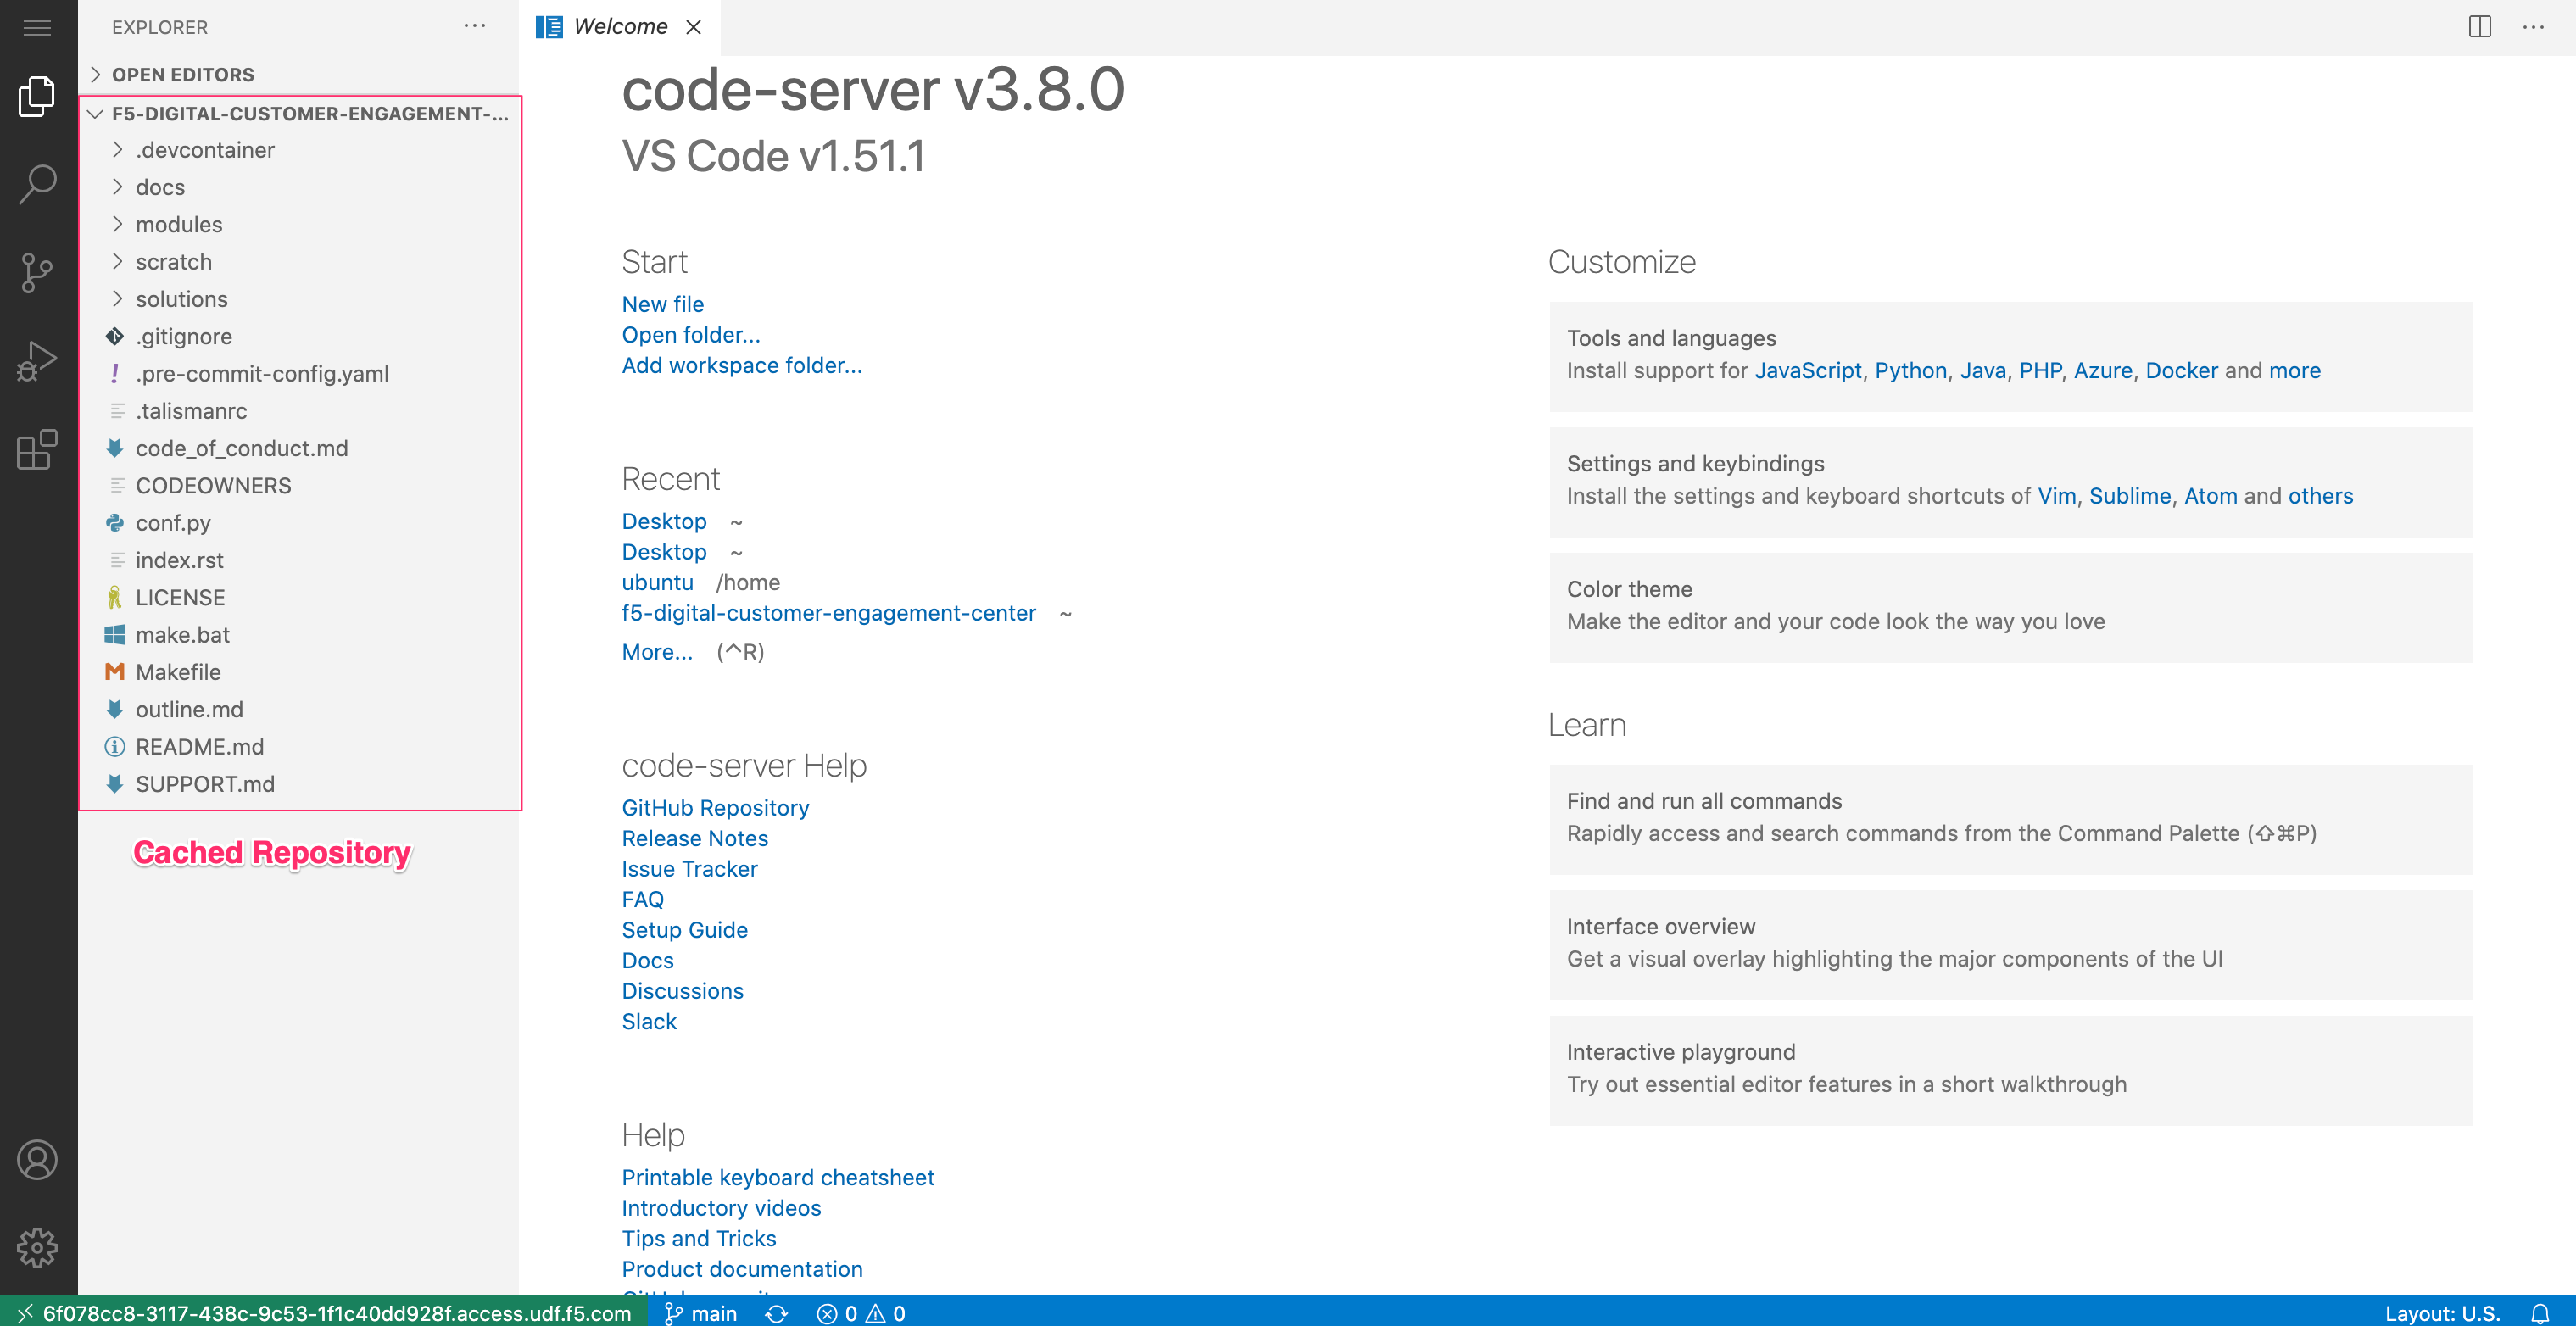 EXPLORER
OPEN EDITORS
F5-DIGITAL-CUSTOMER-ENGAGEMENT-...
.devcontainer
docs
modules
scratch
solutions
.gitignore
.pre-commit-config.yaml
.talismanrc
code_of_conduct.md
CODEOWNERS
conf.py
index.rst
LICENSE
make.bat
Makefile
outline.md
README.md
SUPPORT.md
Cached Repository
Welcome
code-server v3.8.0
VS Code v1.51.1
Start
New file
Open folder...
Add workspace folder...
Recent
Desktop ~
Desktop ~
ubuntu /home
f5-digital-customer-engagement-center ~
More... (^R)
code-server Help
GitHub Repository
Release Notes
Issue Tracker
FAQ
Setup Guide
Docs
Discussions
Slack
Help
Printable keyboard cheatsheet
Introductory videos
Tips and Tricks
Product documentation
Customize
Tools and languages
Install support for JavaScript, Python, Java, PHP, Azure, Docker and more
Settings and keybindings
Install the settings and keyboard shortcuts of Vim, Sublime, Atom and others
Color theme
Make the editor and your code look the way you love
Learn
Find and run all commands
Rapidly access and search commands from the Command Palette (⇧⌘P)
Interface overview
Get a visual overlay highlighting the major components of the UI
Interactive playground
Try out essential editor features in a short walkthrough
6f078cc8-3117-438c-9c53-1f1c40dd928f.access.udf.f5.com main 0 0 Layout: U.S.